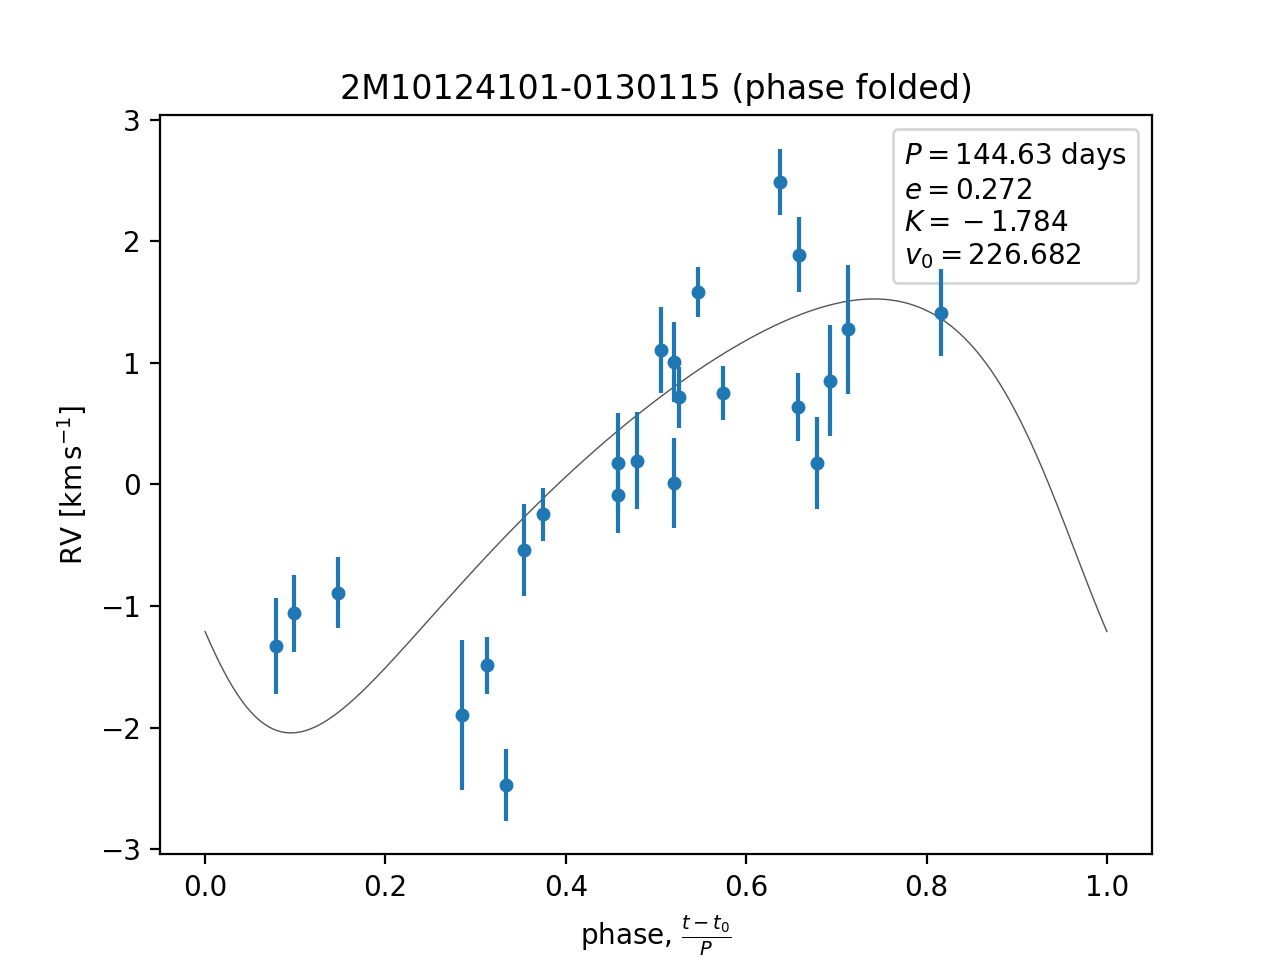 2M10124101-0130115 (phase folded)
P = 144.63 days
e = 0.272
K = −1.784
v₀ = 226.682
3
2
1
0
−1
−2
−3
RV [km s⁻¹]
0.0 0.2 0.4 0.6 0.8 1.0
phase, (t − t₀)/P